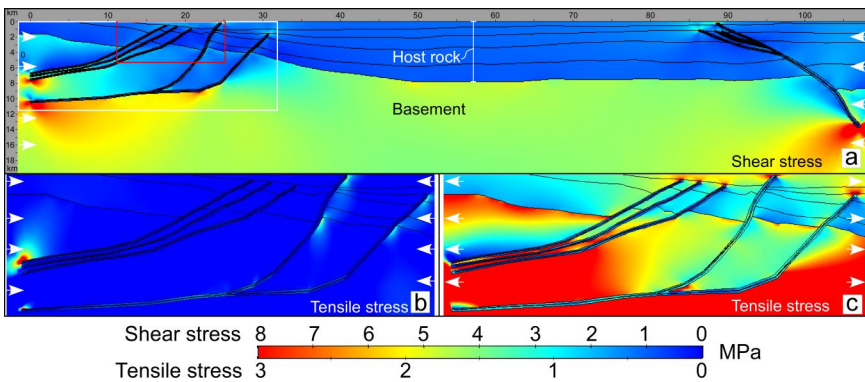 km 0 10 20 30 40 50 60 70 80 90 100
0
2
4
6
8
10
12
14
16
18
km
0
Host rock
Basement
Shear stress a
Tensile stress b
Tensile stress c
Shear stress 8 7 6 5 4 3 2 1 0 MPa
Tensile stress 3 2 1 0